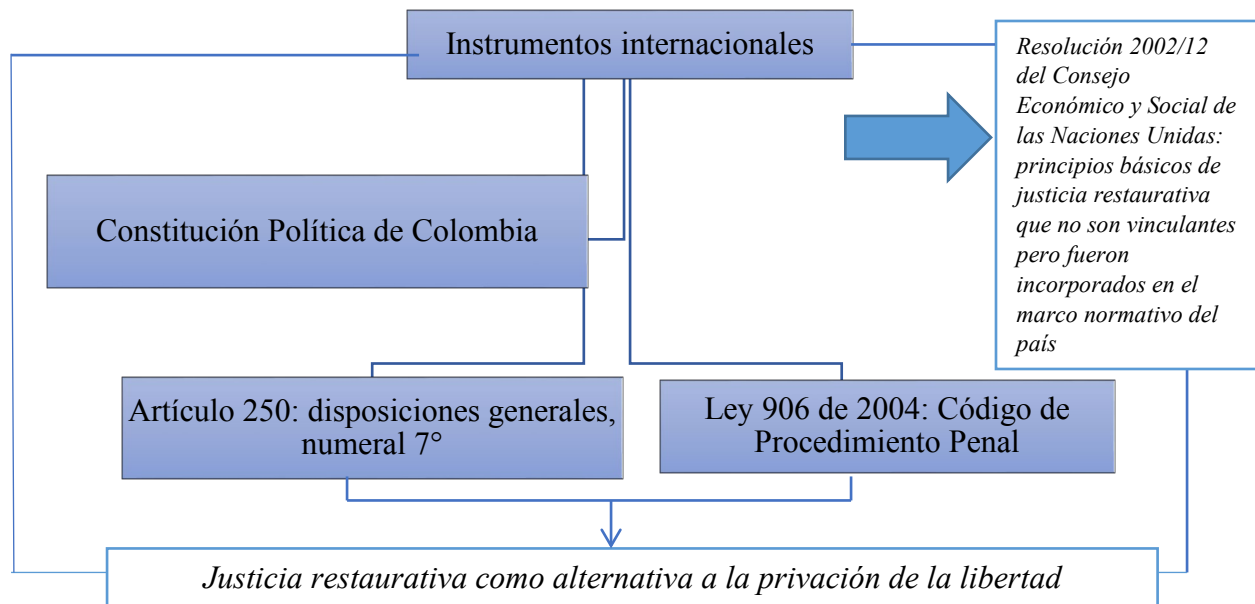 Instrumentos internacionales
Resolución 2002/12
del Consejo
Económico y Social de
las Naciones Unidas:
principios básicos de
justicia restaurativa
que no son vinculantes
pero fueron
incorporados en el
marco normativo del
país
Constitución Política de Colombia
Artículo 250: disposiciones generales,
numeral 7°
Ley 906 de 2004: Código de
Procedimiento Penal
Justicia restaurativa como alternativa a la privación de la libertad